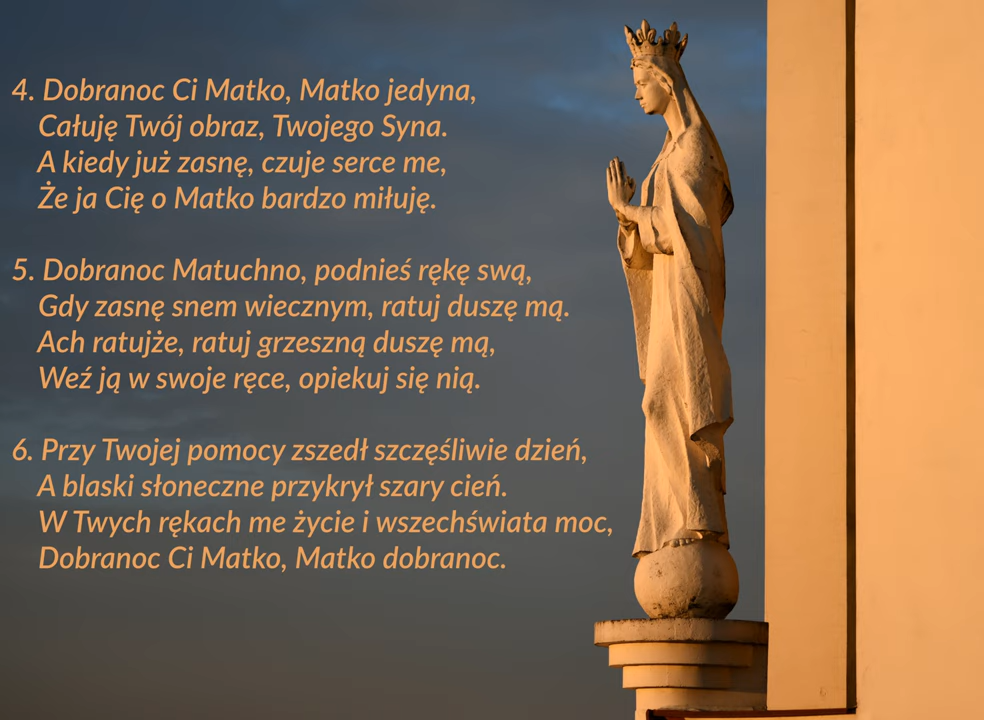 4. Dobranoc Ci Matko, Matko jedyna,
Całuję Twój obraz, Twojego Syna.
A kiedy już zasnę, czuje serce me,
Że ja Cię o Matko bardzo miłuję.
5. Dobranoc Matuchno, podnieś rękę swą,
Gdy zasnę snem wiecznym, ratuj duszę mą.
Ach ratujże, ratuj grzeszną duszę mą,
Weź ją w swoje ręce, opiekuj się nią.
6. Przy Twojej pomocy zszedł szczęśliwie dzień,
A blaski słoneczne przykrył szary cień.
W Twych rękach me życie i wszechświata moc,
Dobranoc Ci Matko, Matko dobranoc.